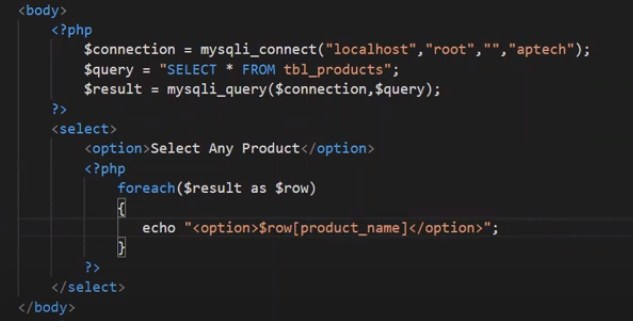 <body>
<?php
$connection = mysqli_connect("localhost","root","","aptech");
$query = "SELECT * FROM tbl_products";
$result = mysqli_query($connection,$query);
?>
<select>
<option>Select Any Product</option>
<?php
foreach($result as $row)
{
echo "<option>$row[product_name]</option>";
}
?>
</select>
</body>